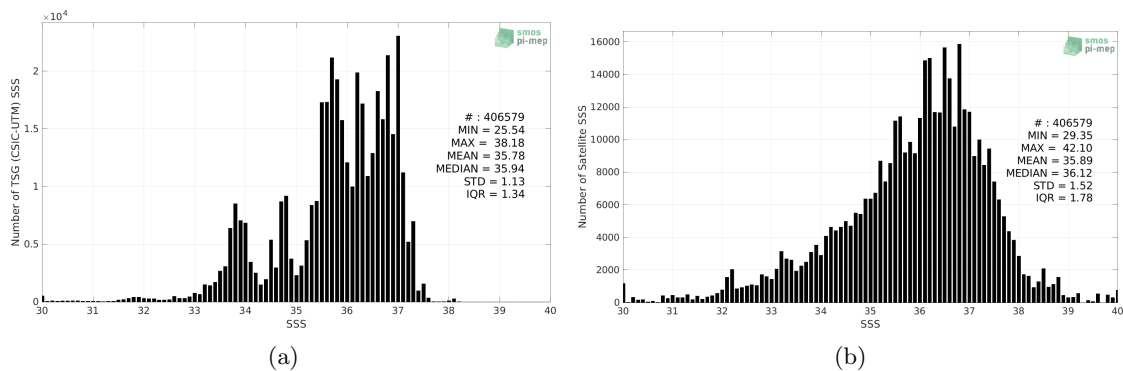 ×10⁴
smos
pi-mep
2
1.5
1
0.5
0
Number of TSG (CSIC-UTM) SSS
# : 406579
MIN = 25.54
MAX = 38.18
MEAN = 35.78
MEDIAN = 35.94
STD = 1.13
IQR = 1.34
30 31 32 33 34 35 36 37 38 39 40
SSS
(a)
smos
pi-mep
16000
14000
12000
10000
8000
6000
4000
2000
0
Number of Satellite SSS
# : 406579
MIN = 29.35
MAX = 42.10
MEAN = 35.89
MEDIAN = 36.12
STD = 1.52
IQR = 1.78
30 31 32 33 34 35 36 37 38 39 40
SSS
(b)